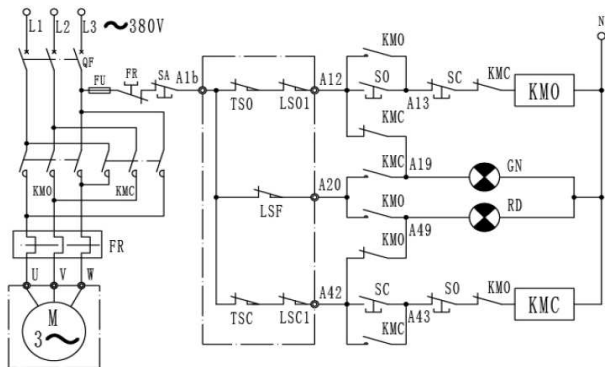 L1 L2 L3 ~380V N
QF
FU FR SA A1b
TSO LSO1 A12 KMO SO A13 SC KMC KMO
KMC
KMO KMC
KMC A19 GN
LSF A20
KMO RD
A49
KMO
FR
U V W
TSC LSC1 A42 SC A43 SO KMO KMC
KMC
M
3~